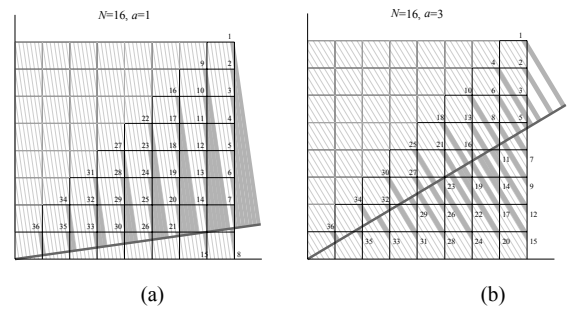 N=16, a=1
1
9 2
16 10 3
22 17 11 4
27 23 18 12 5
31 28 24 19 13 6
34 32 29 25 20 14 7
36 35 33 30 26 21
15 8
(a)
N=16, a=3
1
4 2
10 6 3
18 13 8 5
25 21 16
11 7
30 27
23 19 14 9
34 32
29 26 22 17 12
36
35 33 31 28 24 20 15
(b)